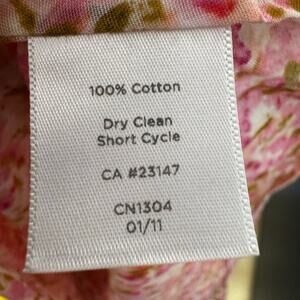 100% Cotton
Dry Clean
Short Cycle
CA #23147
CN1304
01/11